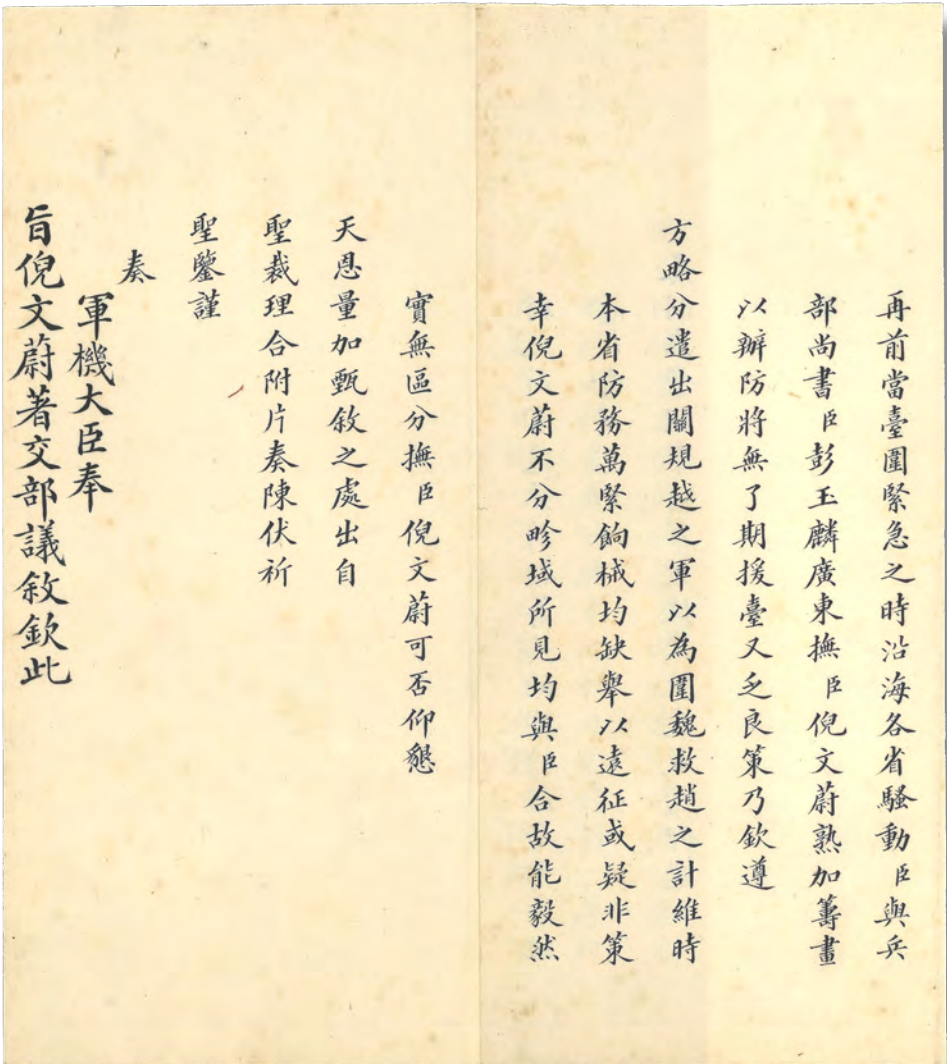 再前當臺圍緊急之時沿海各省騷動臣與兵
部尚書臣彭玉麟廣東撫臣倪文蔚熟加籌畫
以辦防將無了期援臺又乏良策乃欽遵
方略分遣出關規越之軍以為圍魏救趙之計維時
本省防務萬緊餉械均缺舉以遠征或疑非策
幸倪文蔚不分畛域所見均與臣合故能毅然
實無區分撫臣倪文蔚可否仰懇
天恩量加甄敘之處出自
聖裁理合附片奏陳伏祈
聖鑒謹
奏
軍機大臣奉
旨倪文蔚著交部議敘欽此